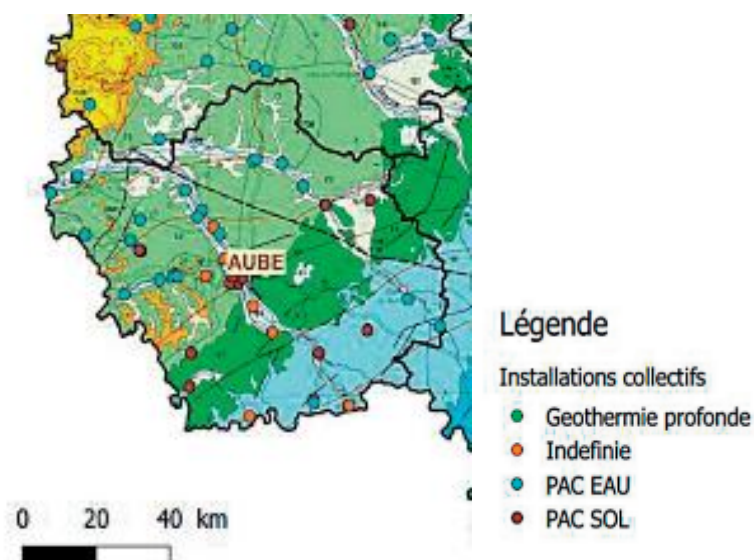 AUBE
Légende
Installations collectifs
Geothermie profonde
Indefinie
PAC EAU
PAC SOL
0 20 40 km